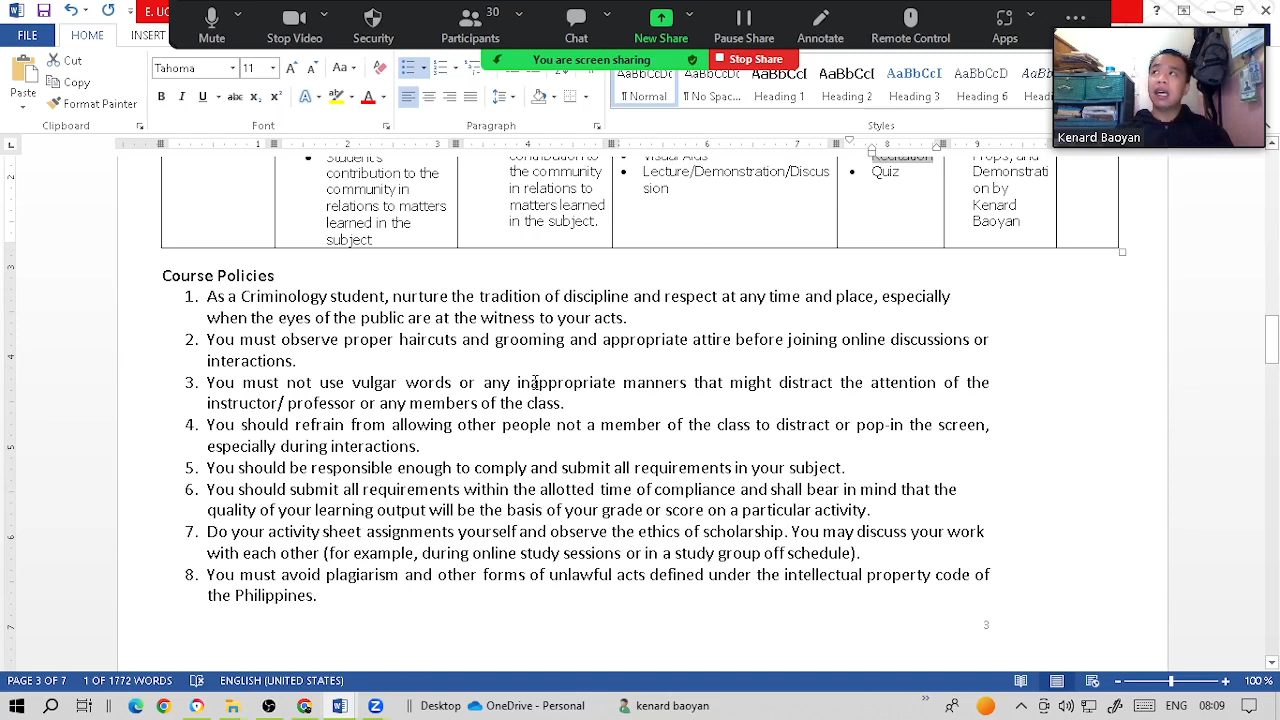 E. UC
30
Mute
Stop Video
Security
Participants
Chat
New Share
Pause Share
Annotate
Remote Control
Apps
You are screen sharing
Stop Share
FILE
HOME
INSERT
Cut
Copy
Format Painte
Paste
Clipboard
Tahoma
11
Font
Paragraph
AaBbCcDc
¶ Normal
¶ No Spac
Heading 1
Heading 2
AaBbCcI
Heading 3
AaBbCcD
Heading 6
Styles
Kenard Baoyan
Student's
contribution to the
community in
relations to matters
learned in the
subject
contribution to
the community
in relations to
matters learned
in the subject.
Visual Aids
Lecture/Demonstration/Discus
sion
Recitation
Quiz
Props, and
Demonstrati
on by
Kenard
Baoyan
Course Policies
1. As a Criminology student, nurture the tradition of discipline and respect at any time and place, especially
when the eyes of the public are at the witness to your acts.
2. You must observe proper haircuts and grooming and appropriate attire before joining online discussions or
interactions.
3. You must not use vulgar words or any inappropriate manners that might distract the attention of the
instructor/ professor or any members of the class.
4. You should refrain from allowing other people not a member of the class to distract or pop-in the screen,
especially during interactions.
5. You should be responsible enough to comply and submit all requirements in your subject.
6. You should submit all requirements within the allotted time of compliance and shall bear in mind that the
quality of your learning output will be the basis of your grade or score on a particular activity.
7. Do your activity sheet assignments yourself and observe the ethics of scholarship. You may discuss your work
with each other (for example, during online study sessions or in a study group off schedule).
8. You must avoid plagiarism and other forms of unlawful acts defined under the intellectual property code of
the Philippines.
3
PAGE 3 OF 7
1 OF 1772 WORDS
ENGLISH (UNITED STATES)
100 %
Desktop
OneDrive - Personal
kenard baoyan
ENG
08:09